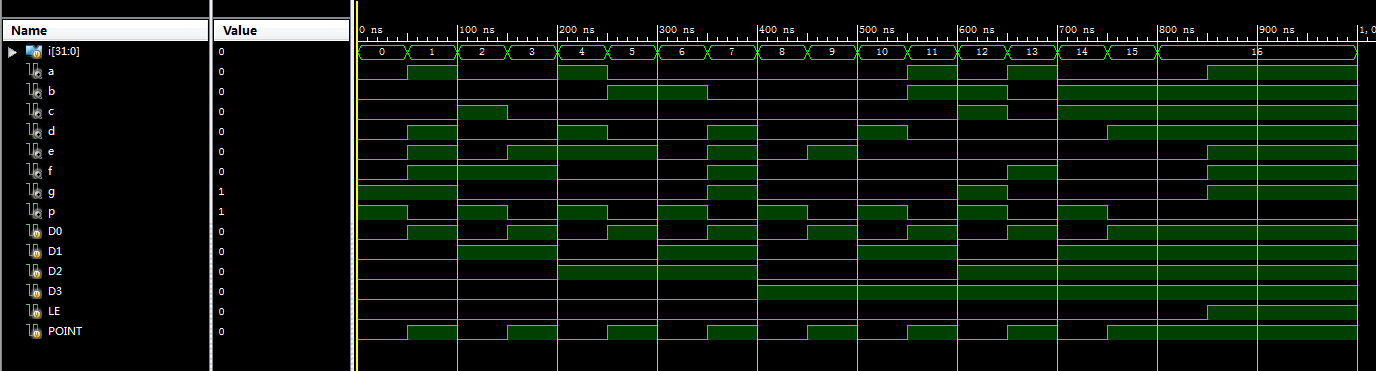 Name Value
0 ns 100 ns 200 ns 300 ns 400 ns 500 ns 600 ns 700 ns 800 ns 900 ns 1,0
i[31:0] 0 0 1 2 3 4 5 6 7 8 9 10 11 12 13 14 15 16
a 0
b 0
c 0
d 0
e 0
f 0
g 1
p 1
D0 0
D1 0
D2 0
D3 0
LE 0
POINT 0